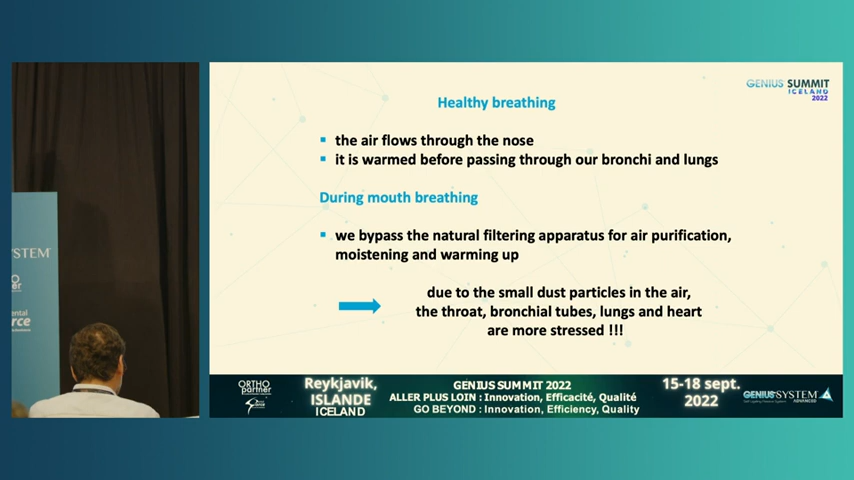 GENIUS SUMMIT
ICELAND
2022
Healthy breathing
the air flows through the nose
it is warmed before passing through our bronchi and lungs
During mouth breathing
we bypass the natural filtering apparatus for air purification,
moistening and warming up
due to the small dust particles in the air,
the throat, bronchial tubes, lungs and heart
are more stressed !!!
YSTEM
ental
rce
ORTHO
partner
Reykjavik,
ISLANDE
ICELAND
GENIUS SUMMIT 2022
ALLER PLUS LOIN : Innovation, Efficacité, Qualité
GO BEYOND : Innovation, Efficiency, Quality
15-18 sept.
2022
GENIUS SYSTEM
ADVANCED